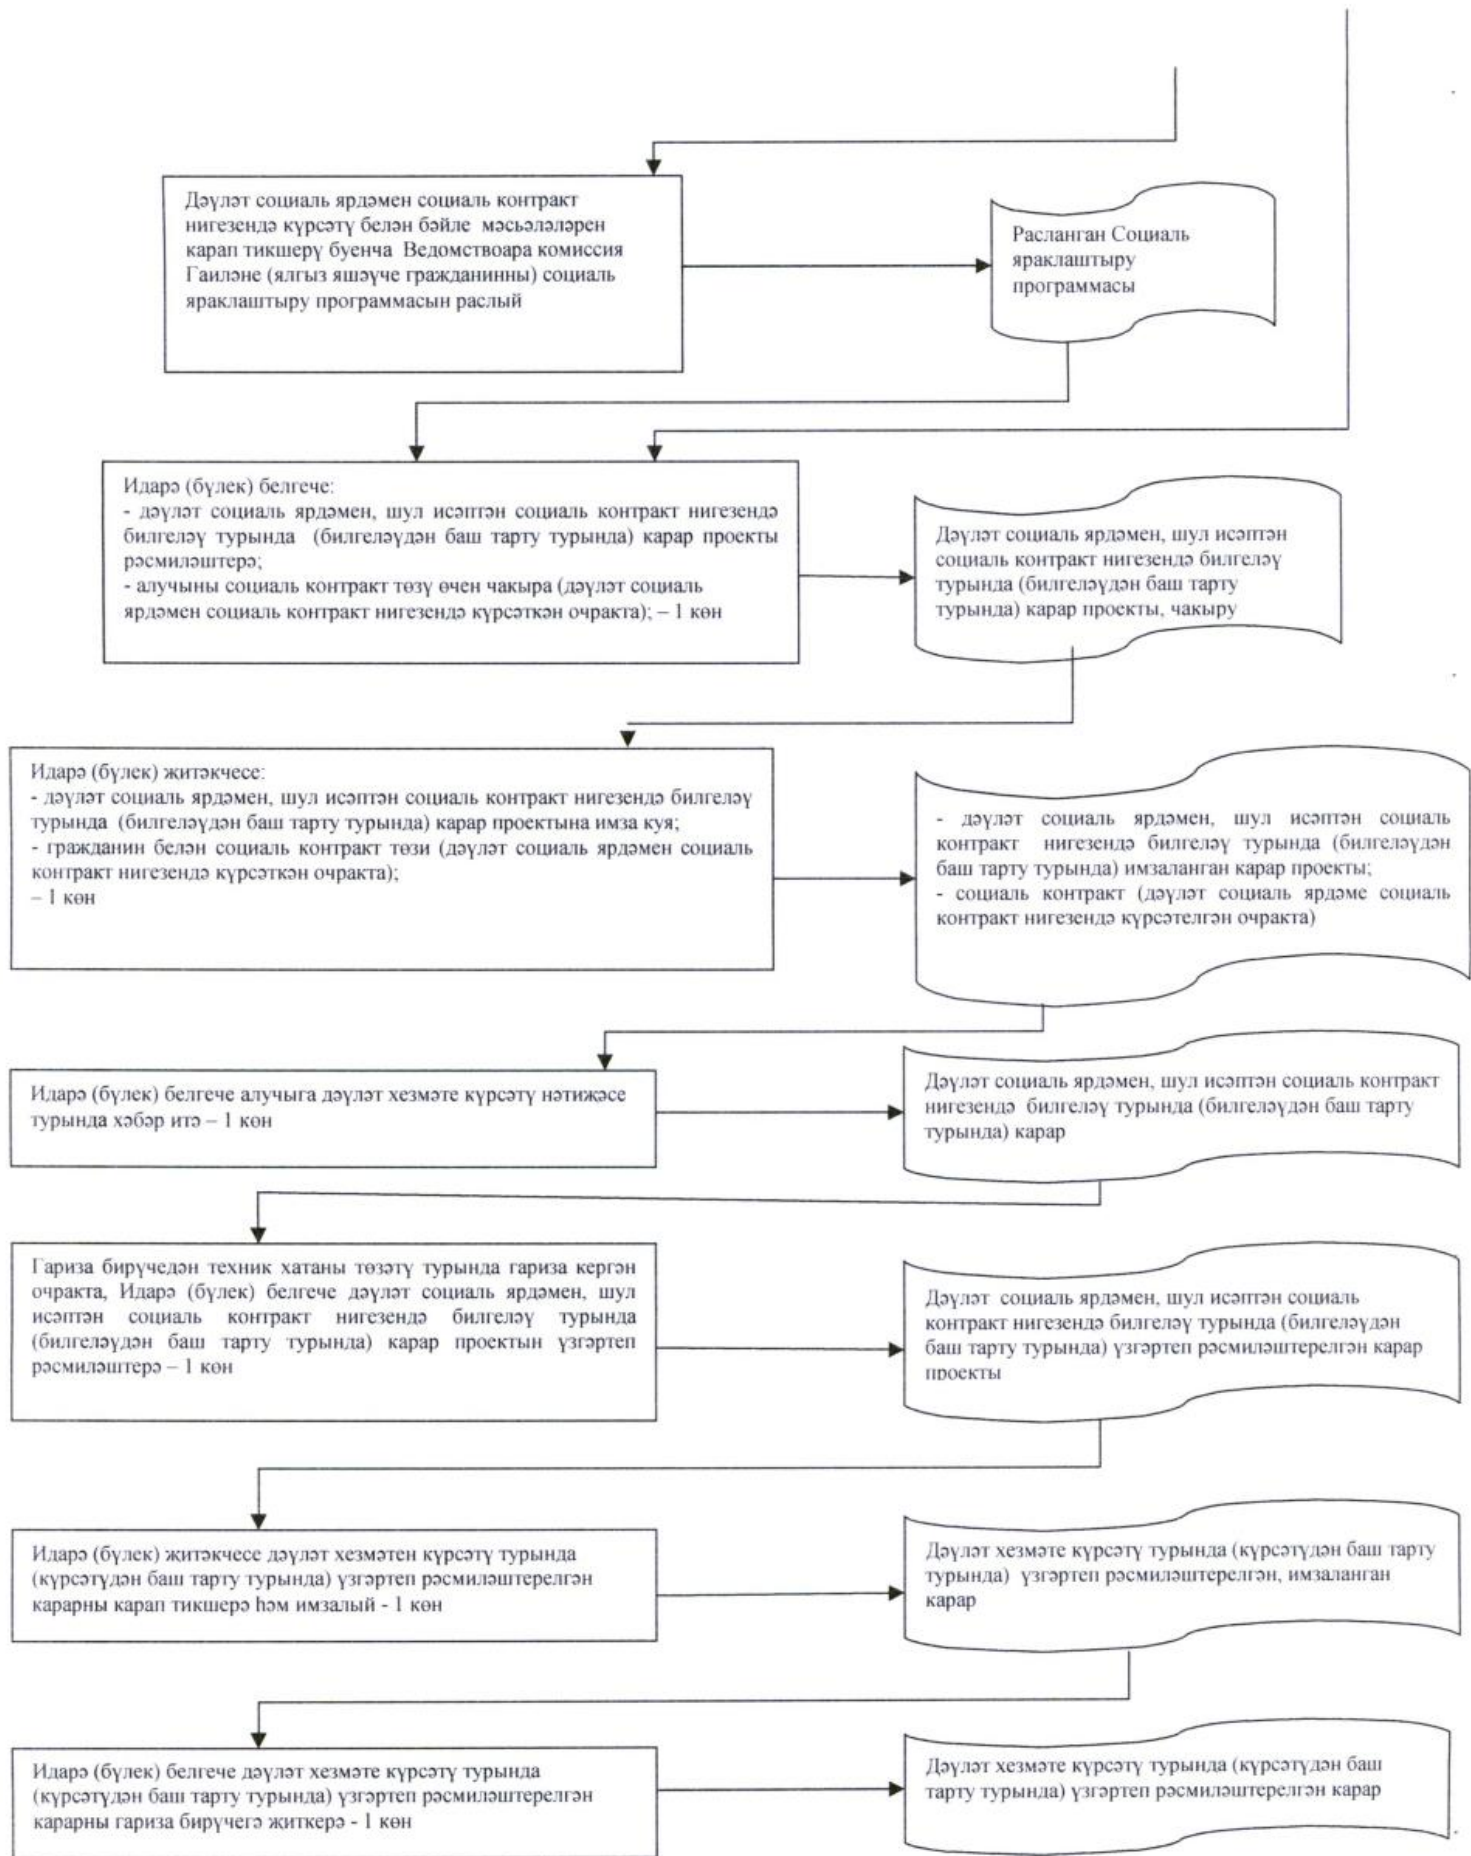 Дәүләт социаль ярдәмен социаль контракт
нигезендә күрсәтү белән бәйле мәсьәләләрен
карап тикшерү буенча Ведомствоара комиссия
Гаиләне (ялгыз яшәүче гражданинны) социаль
яраклаштыру программасын раслый
Расланган Социаль
яраклаштыру
программасы
Идарә (бүлек) белгече:
- дәүләт социаль ярдәмен, шул исәптән социаль контракт нигезендә
билгеләү турында (билгеләүдән баш тарту турында) карар проекты
рәсмиләштерә;
- алучыны социаль контракт төзү өчен чакыра (дәүләт социаль
ярдәмен социаль контракт нигезендә күрсәткән очракта); – 1 көн
Дәүләт социаль ярдәмен, шул исәптән
социаль контракт нигезендә билгеләү
турында (билгеләүдән баш тарту
турында) карар проекты, чакыру
Идарә (бүлек) җитәкчесе:
- дәүләт социаль ярдәмен, шул исәптән социаль контракт нигезендә билгеләү
турында (билгеләүдән баш тарту турында) карар проектына имза куя;
- гражданин белән социаль контракт төзи (дәүләт социаль ярдәмен социаль
контракт нигезендә күрсәткән очракта);
– 1 көн
- дәүләт социаль ярдәмен, шул исәптән социаль
контракт нигезендә билгеләү турында (билгеләүдән
баш тарту турында) имзаланган карар проекты;
- социаль контракт (дәүләт социаль ярдәме социаль
контракт нигезендә күрсәтелгән очракта)
Идарә (бүлек) белгече алучыга дәүләт хезмәте күрсәтү нәтиҗәсе
турында хәбәр итә – 1 көн
Дәүләт социаль ярдәмен, шул исәптән социаль контракт
нигезендә билгеләү турында (билгеләүдән баш тарту
турында) карар
Гариза бирүчедән техник хатаны төзәтү турында гариза кергән
очракта, Идарә (бүлек) белгече дәүләт социаль ярдәмен, шул
исәптән социаль контракт нигезендә билгеләү турында
(билгеләүдән баш тарту турында) карар проектын үзгәртеп
рәсмиләштерә – 1 көн
Дәүләт социаль ярдәмен, шул исәптән социаль
контракт нигезендә билгеләү турында (билгеләүдән
баш тарту турында) үзгәртеп рәсмиләштерелгән карар
проекты
Идарә (бүлек) җитәкчесе дәүләт хезмәтен күрсәтү турында
(күрсәтүдән баш тарту турында) үзгәртеп рәсмиләштерелгән
карарны карап тикшерә һәм имзалый - 1 көн
Дәүләт хезмәте күрсәтү турында (күрсәтүдән баш тарту
турында) үзгәртеп рәсмиләштерелгән, имзаланган
карар
Идарә (бүлек) белгече дәүләт хезмәте күрсәтү турында
(күрсәтүдән баш тарту турында) үзгәртеп рәсмиләштерелгән
карарны гариза бирүчегә җиткерә - 1 көн
Дәүләт хезмәте күрсәтү турында (күрсәтүдән баш
тарту турында) үзгәртеп рәсмиләштерелгән карар